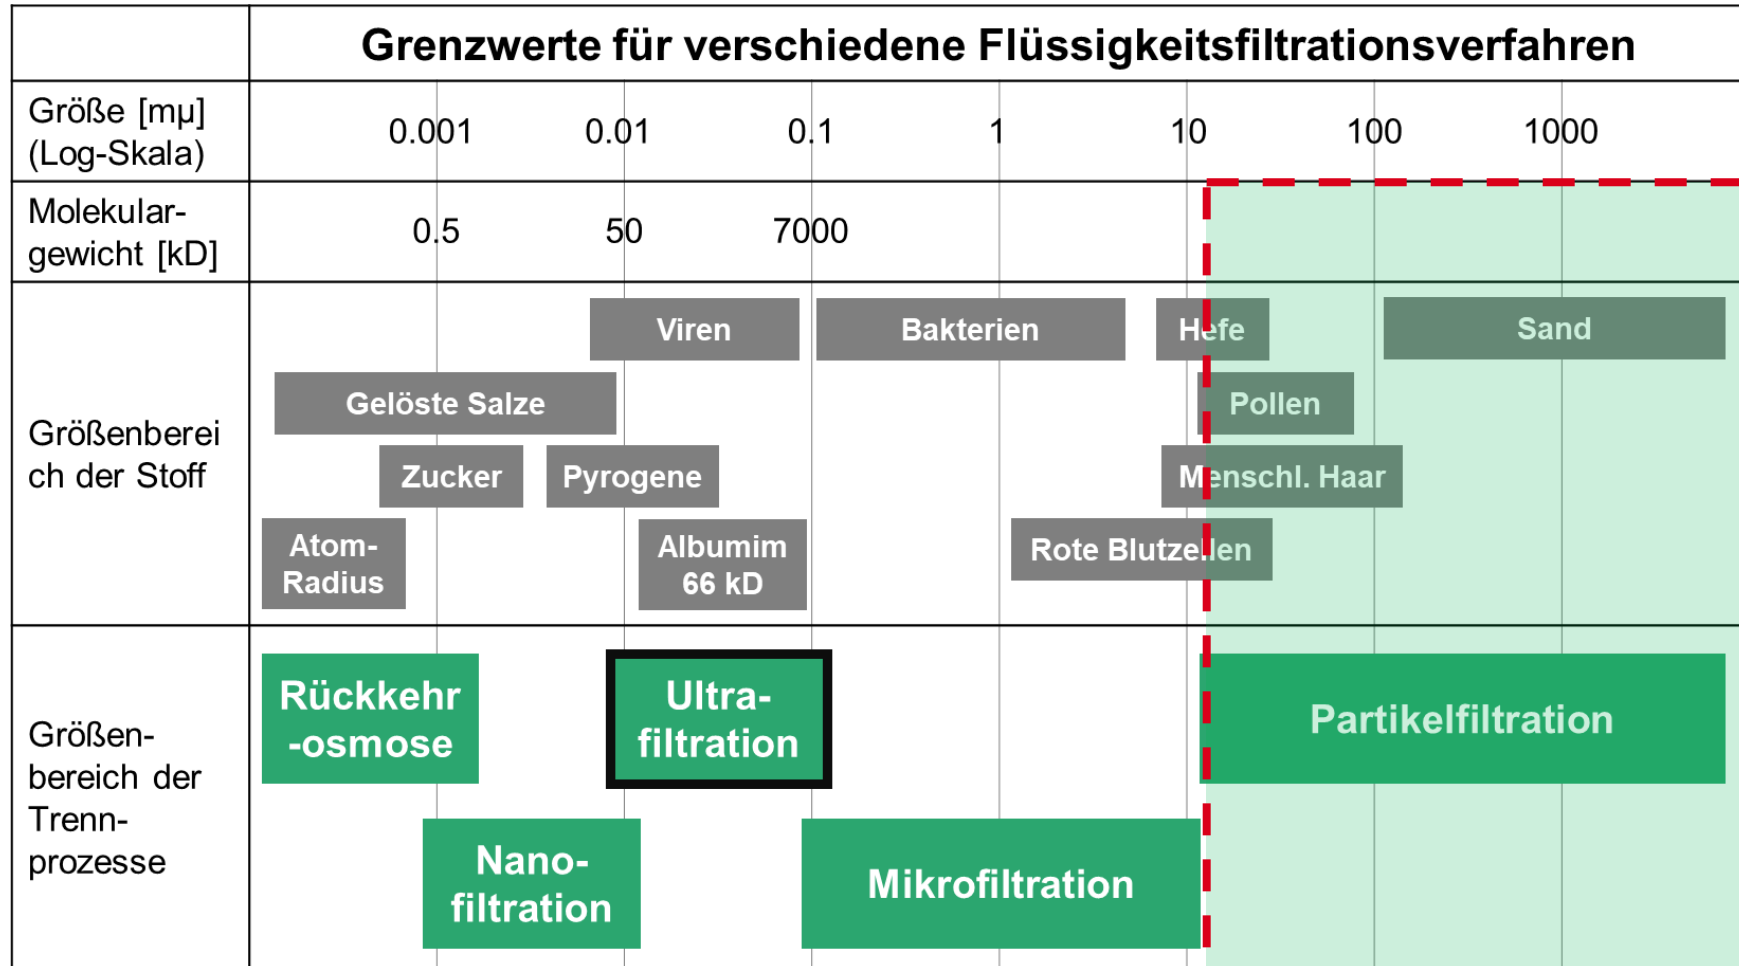 Grenzwerte für verschiedene Flüssigkeitsfiltrationsverfahren
Größe [mµ]
(Log-Skala)
0.001 0.01 0.1 1 10 100 1000
Molekular-
gewicht [kD]
0.5 50 7000
Größenberei
ch der Stoff
Viren Bakterien Hefe Sand
Gelöste Salze Pollen
Zucker Pyrogene Menschl. Haar
Atom-
Radius
Albumim
66 kD
Rote Blutzellen
Größen-
bereich der
Trenn-
prozesse
Rückkehr
-osmose
Ultra-
filtration
Partikelfiltration
Nano-
filtration
Mikrofiltration